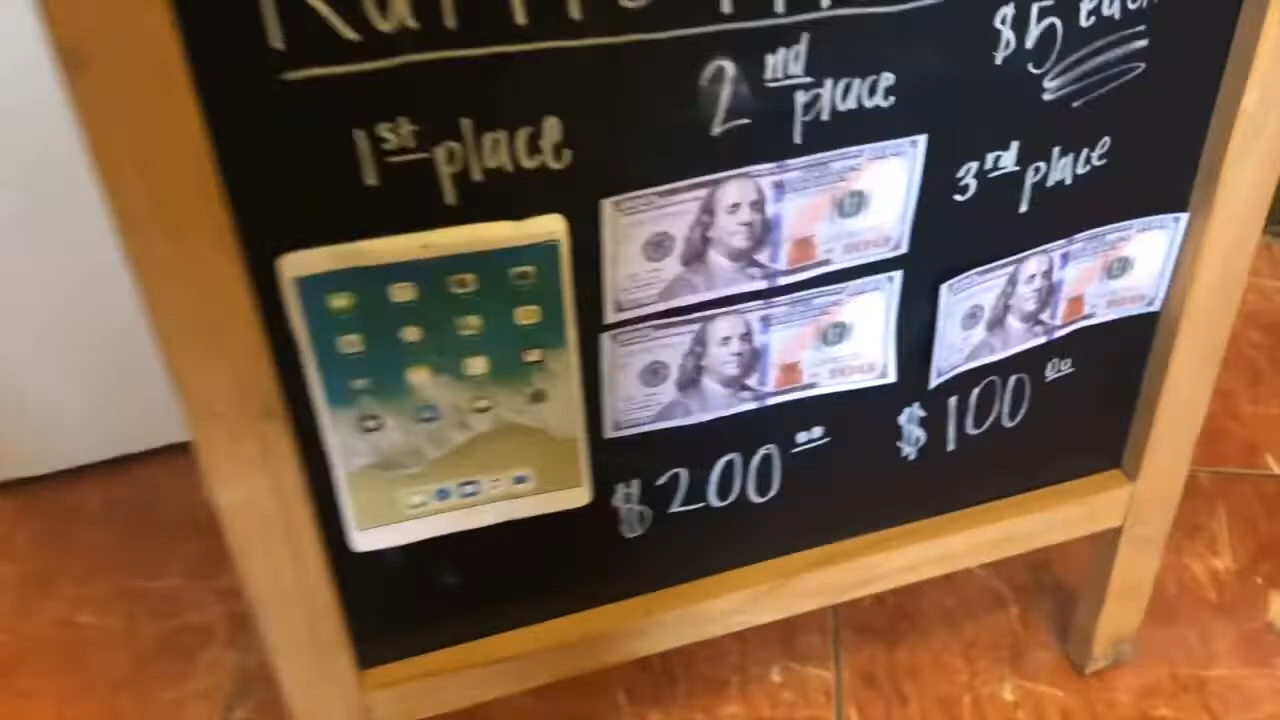 $5 each
2nd place
1st place
3rd place
$100.00
$200.00